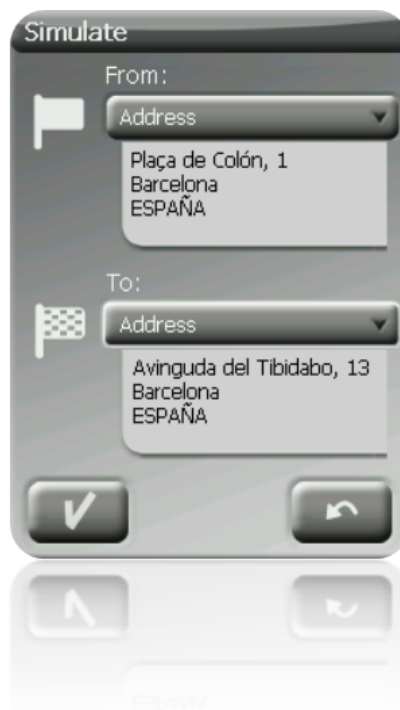 Simulate
From:
Address
Plaça de Colón, 1
Barcelona
ESPAÑA
To:
Address
Avinguda del Tibidabo, 13
Barcelona
ESPAÑA